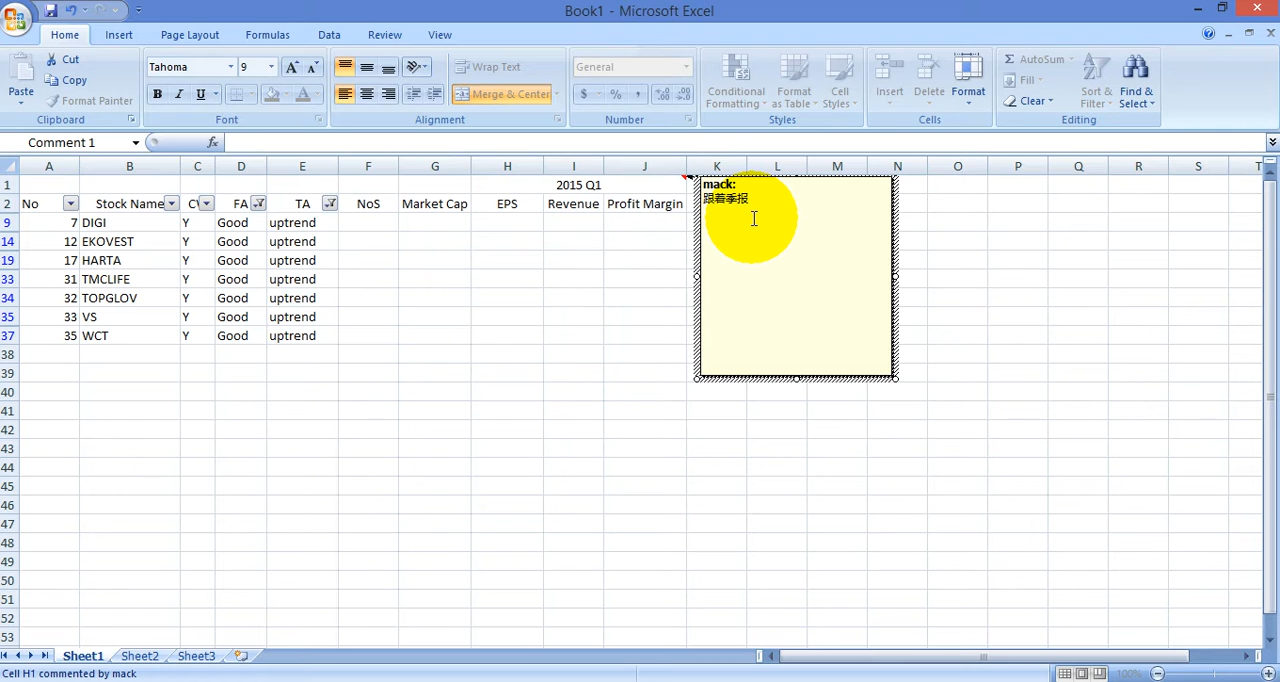 Book1 - Microsoft Excel
Home Insert Page Layout Formulas Data Review View
Paste
Cut
Copy
Format Painter
Clipboard
Tahoma 9
B I U
Font
Wrap Text
Merge & Center
Alignment
General
$ % ,
Number
Conditional Formatting
Format as Table
Cell Styles
Styles
Insert Delete Format
Cells
Σ AutoSum
Fill
Clear
Sort & Filter
Find & Select
Editing
Comment 1 fx
A B C D E F G H I J K L M N O P Q R S T
1 2015 Q1
2 No Stock Name FA TA NoS Market Cap EPS Revenue Profit Margin
9 7 DIGI Y Good uptrend
14 12 EKOVEST Y Good uptrend
19 17 HARTA Y Good uptrend
33 31 TMCLIFE Y Good uptrend
34 32 TOPGLOV Y Good uptrend
35 33 VS Y Good uptrend
37 35 WCT Y Good uptrend
38
39
40
41
42
43
44
45
46
47
48
49
50
51
52
53
mack:
跟着季报
Sheet1 Sheet2 Sheet3
Cell H1 commented by mack
100%